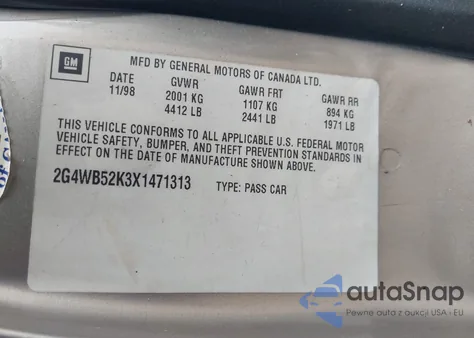 GM
MFD BY GENERAL MOTORS OF CANADA LTD.
DATE GVWR GAWR FRT GAWR RR
11/98 2001 KG 1107 KG 894 KG
4412 LB 2441 LB 1971 LB
THIS VEHICLE CONFORMS TO ALL APPLICABLE U.S. FEDERAL MOTOR
VEHICLE SAFETY, BUMPER, AND THEFT PREVENTION STANDARDS IN
EFFECT ON THE DATE OF MANUFACTURE SHOWN ABOVE.
2G4WB52K3X1471313 TYPE: PASS CAR
autoSnap
Pewne auta z aukcji USA - EU